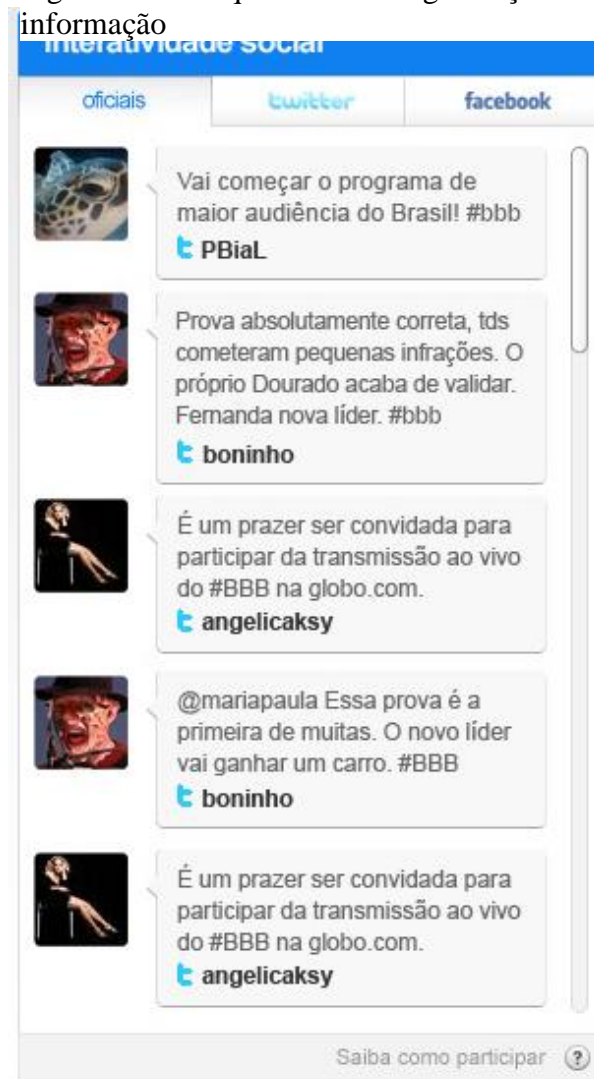 informação
interatividade social
oficiais
twitter
facebook
Vai começar o programa de
maior audiência do Brasil! #bbb
PBiaL
Prova absolutamente correta, tds
cometeram pequenas infrações. O
próprio Dourado acaba de validar.
Fernanda nova líder. #bbb
boninho
É um prazer ser convidada para
participar da transmissão ao vivo
do #BBB na globo.com.
angelicaksy
@mariapaula Essa prova é a
primeira de muitas. O novo líder
vai ganhar um carro. #BBB
boninho
É um prazer ser convidada para
participar da transmissão ao vivo
do #BBB na globo.com.
angelicaksy
Saiba como participar ?